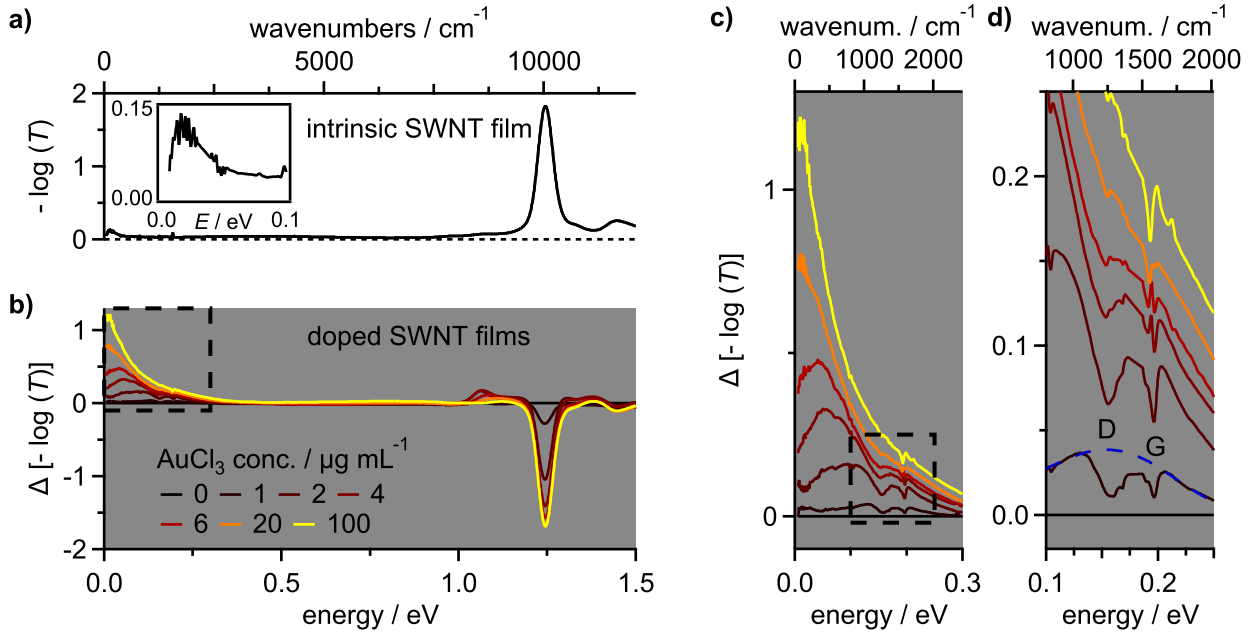 a)
wavenumbers / cm-1
0 5000 10000
2
1
0
- log (T)
intrinsic SWNT film
0.15
0.00
0.0 E / eV 0.1
b)
doped SWNT films
1
0
-1
-2
Δ [- log (T)]
AuCl3 conc. / µg mL-1
0 1 2 4
6 20 100
0.0 0.5 1.0 1.5
energy / eV
c)
wavenum. / cm-1
0 1000 2000
1
0
Δ [- log (T)]
0.0 0.3
energy / eV
d)
wavenum. / cm-1
1000 1500 2000
0.2
0.1
0.0
D
G
0.1 0.2
energy / eV